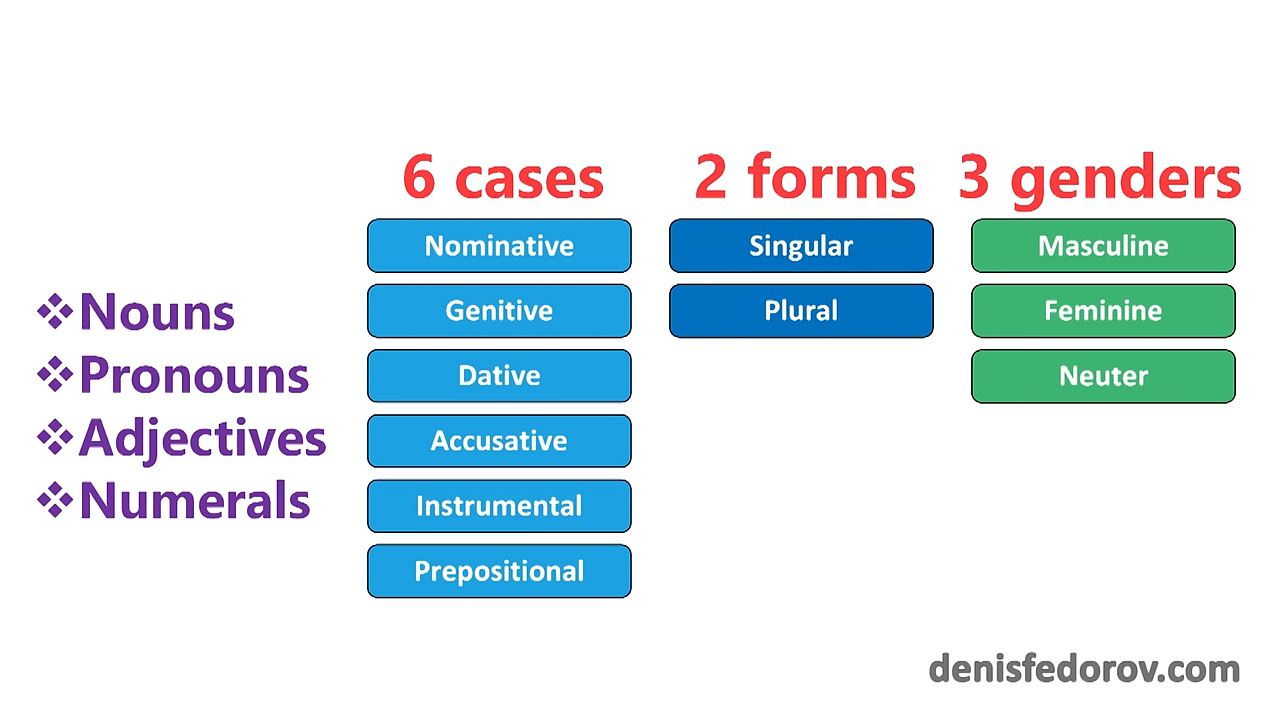 6 cases
Nominative
Genitive
Dative
Accusative
Instrumental
Prepositional
2 forms
Singular
Plural
3 genders
Masculine
Feminine
Neuter
Nouns
Pronouns
Adjectives
Numerals
denisfedorov.com